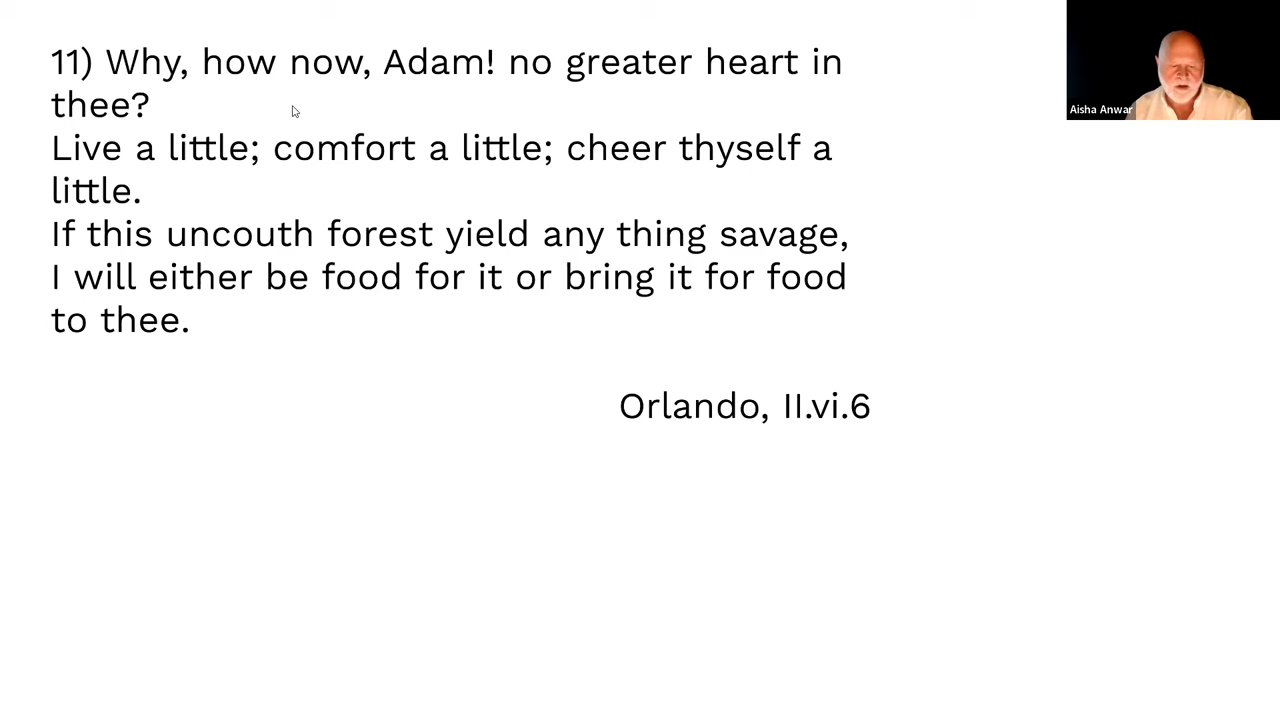 11) Why, how now, Adam! no greater heart in
thee?
Live a little; comfort a little; cheer thyself a
little.
If this uncouth forest yield any thing savage,
I will either be food for it or bring it for food
to thee.
Orlando, II.vi.6
Aisha Anwar